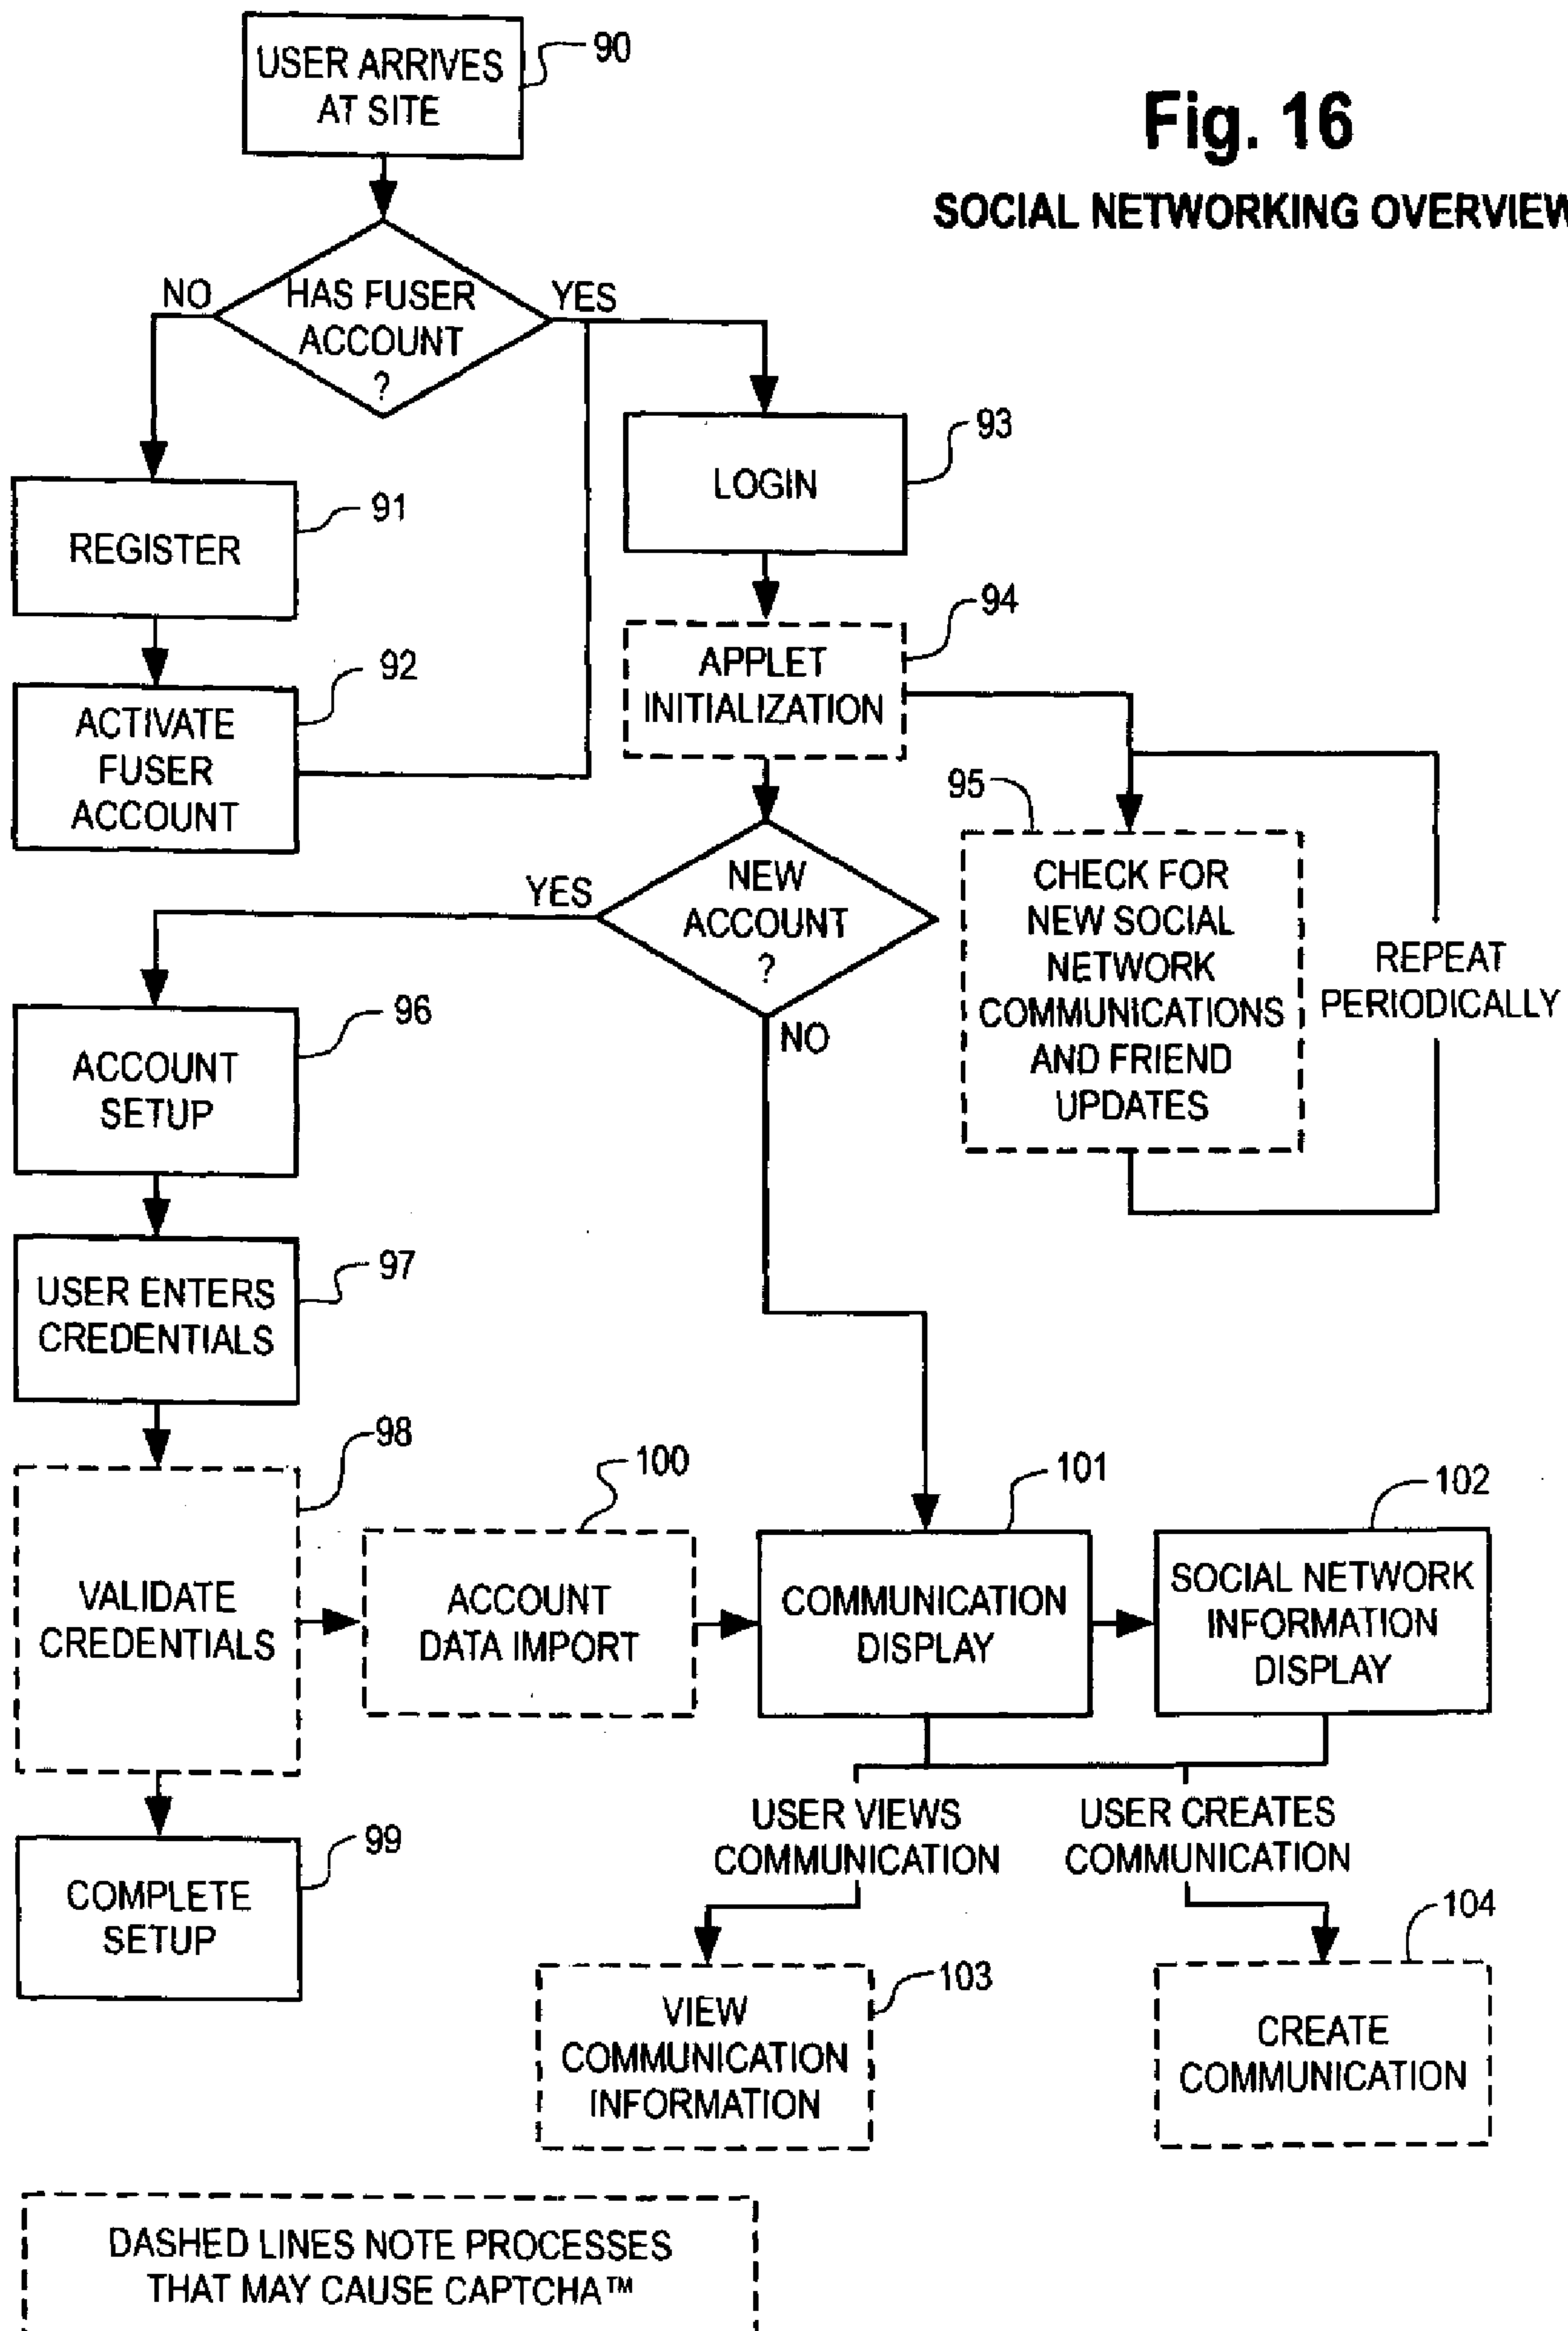 USER ARRIVES
AT SITE
90
Fig. 16
SOCIAL NETWORKING OVERVIEW
NO
HAS FUSER
ACCOUNT
?
YES
93
LOGIN
91
REGISTER
94
APPLET
INITIALIZATION
92
ACTIVATE
FUSER
ACCOUNT
95
CHECK FOR
NEW SOCIAL
NETWORK
COMMUNICATIONS
AND FRIEND
UPDATES
REPEAT
PERIODICALLY
YES
NEW
ACCOUNT
?
NO
96
ACCOUNT
SETUP
97
USER ENTERS
CREDENTIALS
98
VALIDATE
CREDENTIALS
100
ACCOUNT
DATA IMPORT
101
COMMUNICATION
DISPLAY
102
SOCIAL NETWORK
INFORMATION
DISPLAY
USER VIEWS
COMMUNICATION
USER CREATES
COMMUNICATION
99
COMPLETE
SETUP
103
VIEW
COMMUNICATION
INFORMATION
104
CREATE
COMMUNICATION
DASHED LINES NOTE PROCESSES
THAT MAY CAUSE CAPTCHA™